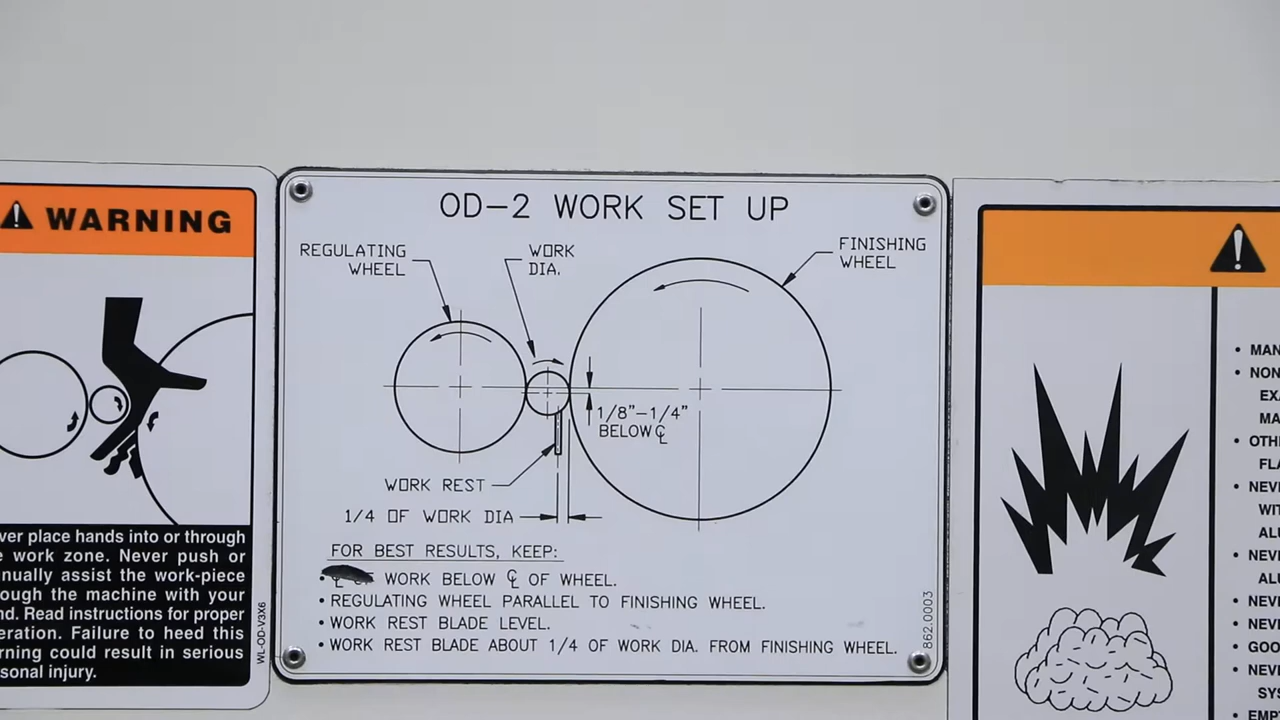 WARNING
ver place hands into or through
work zone. Never push or
nually assist the work-piece
ough the machine with your
nd. Read instructions for proper
eration. Failure to heed this
rning could result in serious
sonal injury.
WL-OD-V3X6
OD-2 WORK SET UP
REGULATING
WHEEL
WORK
DIA.
FINISHING
WHEEL
1/8"-1/4"
BELOW ℄
WORK REST
1/4 OF WORK DIA
FOR BEST RESULTS, KEEP:
• WORK BELOW ℄ OF WHEEL.
• REGULATING WHEEL PARALLEL TO FINISHING WHEEL.
• WORK REST BLADE LEVEL.
• WORK REST BLADE ABOUT 1/4 OF WORK DIA. FROM FINISHING WHEEL.
862.0003
• MAN
• NON
EX
MA
• OTH
FLA
• NEV
WIT
ALU
• NEV
ALU
• NEV
• NEV
• GOO
• NEV
SYS
• EMP